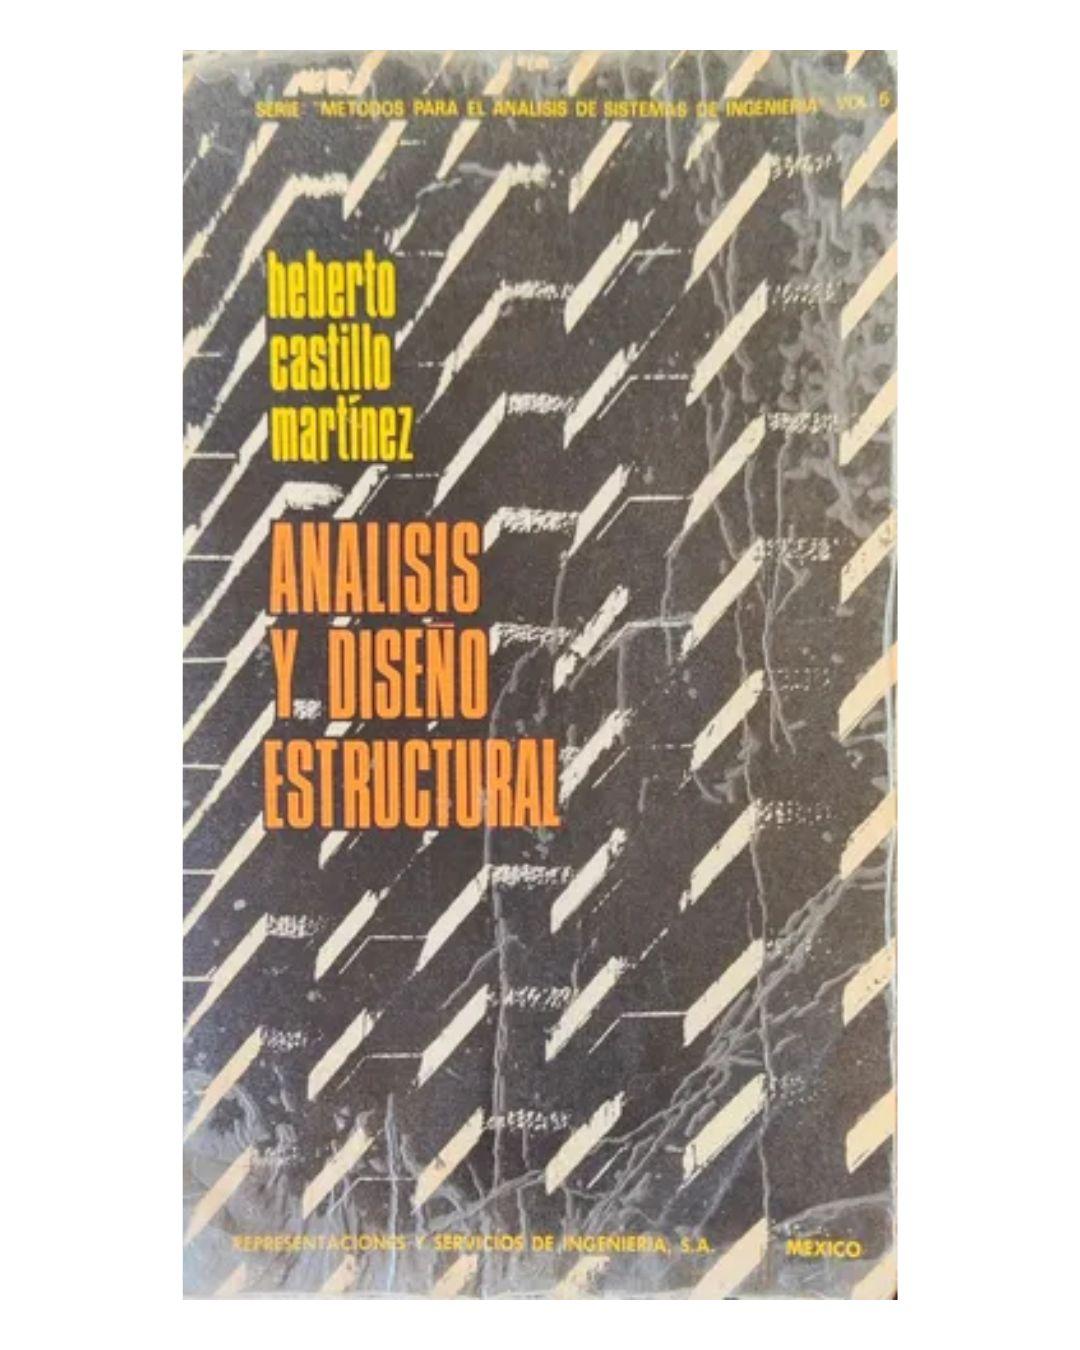 SERIE: "METODOS PARA EL ANALISIS DE SISTEMAS DE INGENIERIA" VOL. 5
heberto
castillo
martínez
ANALISIS
Y DISEÑO
ESTRUCTURAL
REPRESENTACIONES Y SERVICIOS DE INGENIERIA, S.A. MEXICO